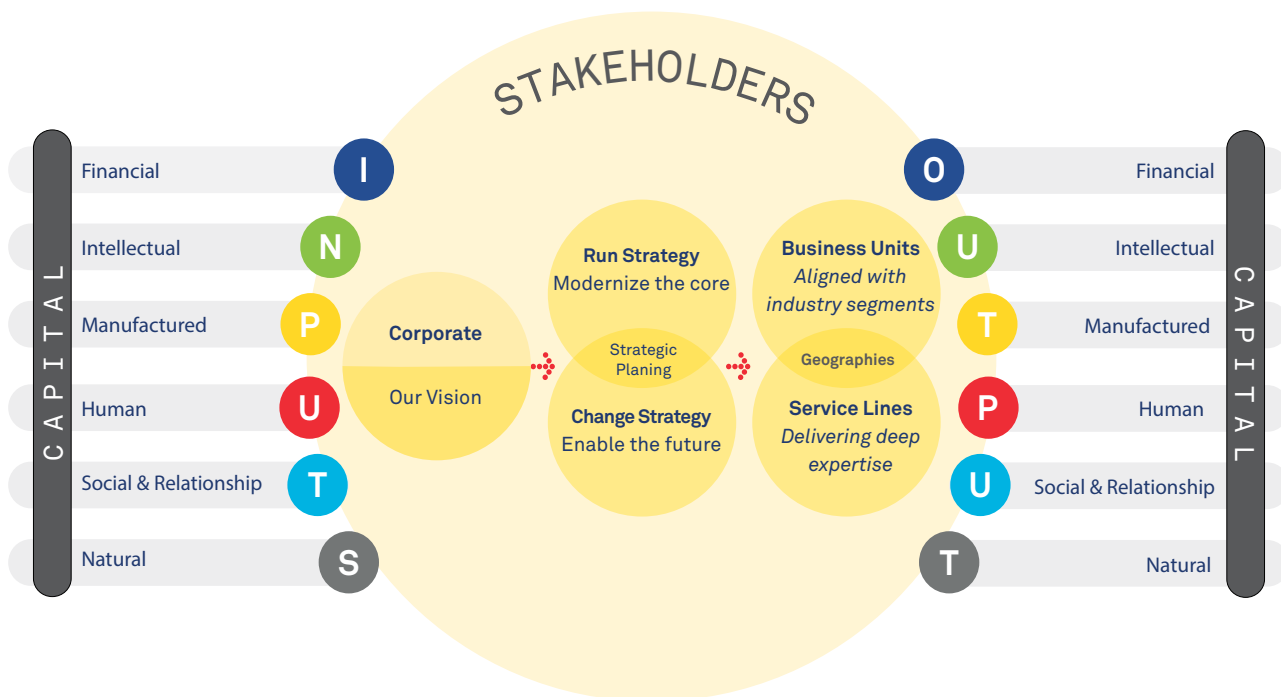 STAKEHOLDERS
CAPITAL
Financial
Intellectual
Manufactured
Human
Social & Relationship
Natural
I
N
P
U
T
S
Corporate
Our Vision
Run Strategy
Modernize the core
Strategic
Planing
Change Strategy
Enable the future
Business Units
Aligned with
industry segments
Geographies
Service Lines
Delivering deep
expertise
O
U
T
P
U
T
Financial
Intellectual
Manufactured
Human
Social & Relationship
Natural
CAPITAL